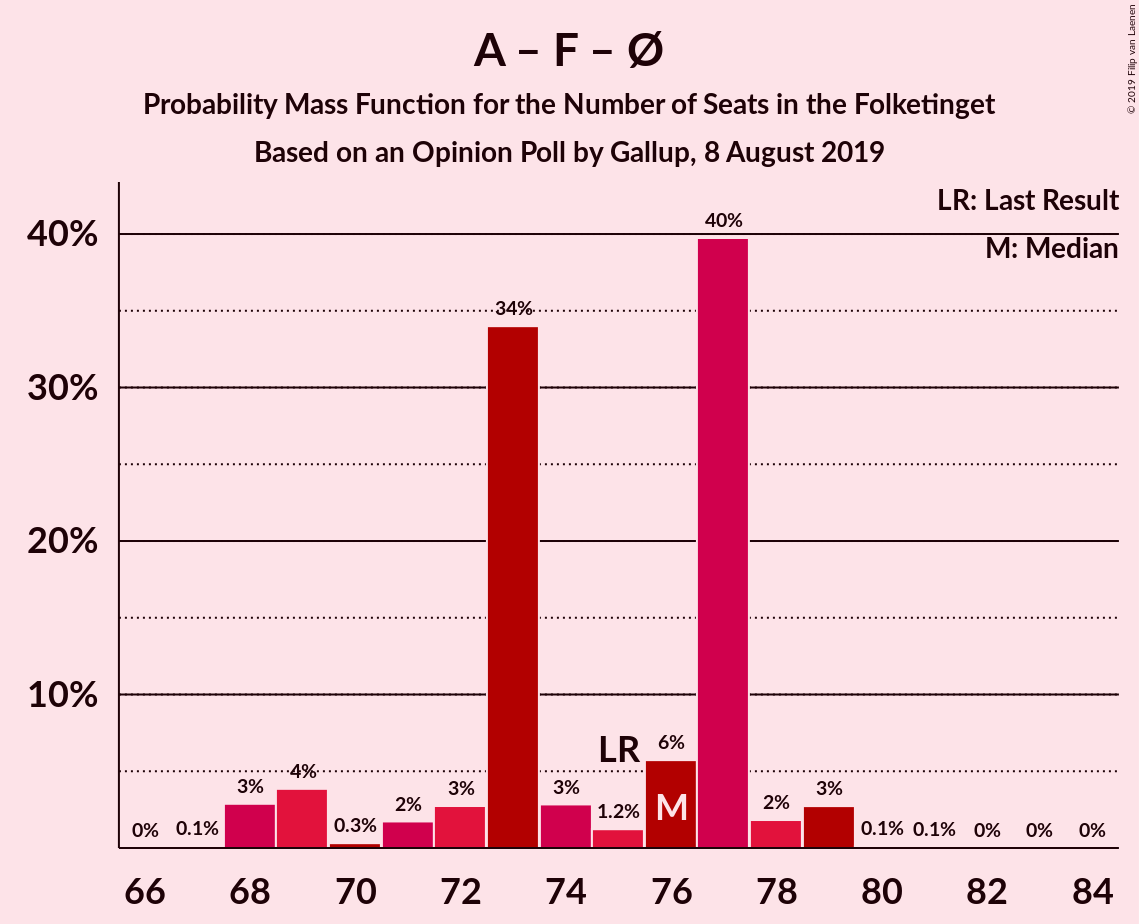 A – F – Ø
Probability Mass Function for the Number of Seats in the Folketinget
Based on an Opinion Poll by Gallup, 8 August 2019
© 2019 Filip van Laenen
LR: Last Result
M: Median
40%
30%
20%
10%
0%
0.1%
3%
4%
0.3%
2%
3%
34%
3%
1.2%
LR
6%
M
40%
2%
3%
0.1%
0.1%
0%
0%
0%
66 68 70 72 74 76 78 80 82 84